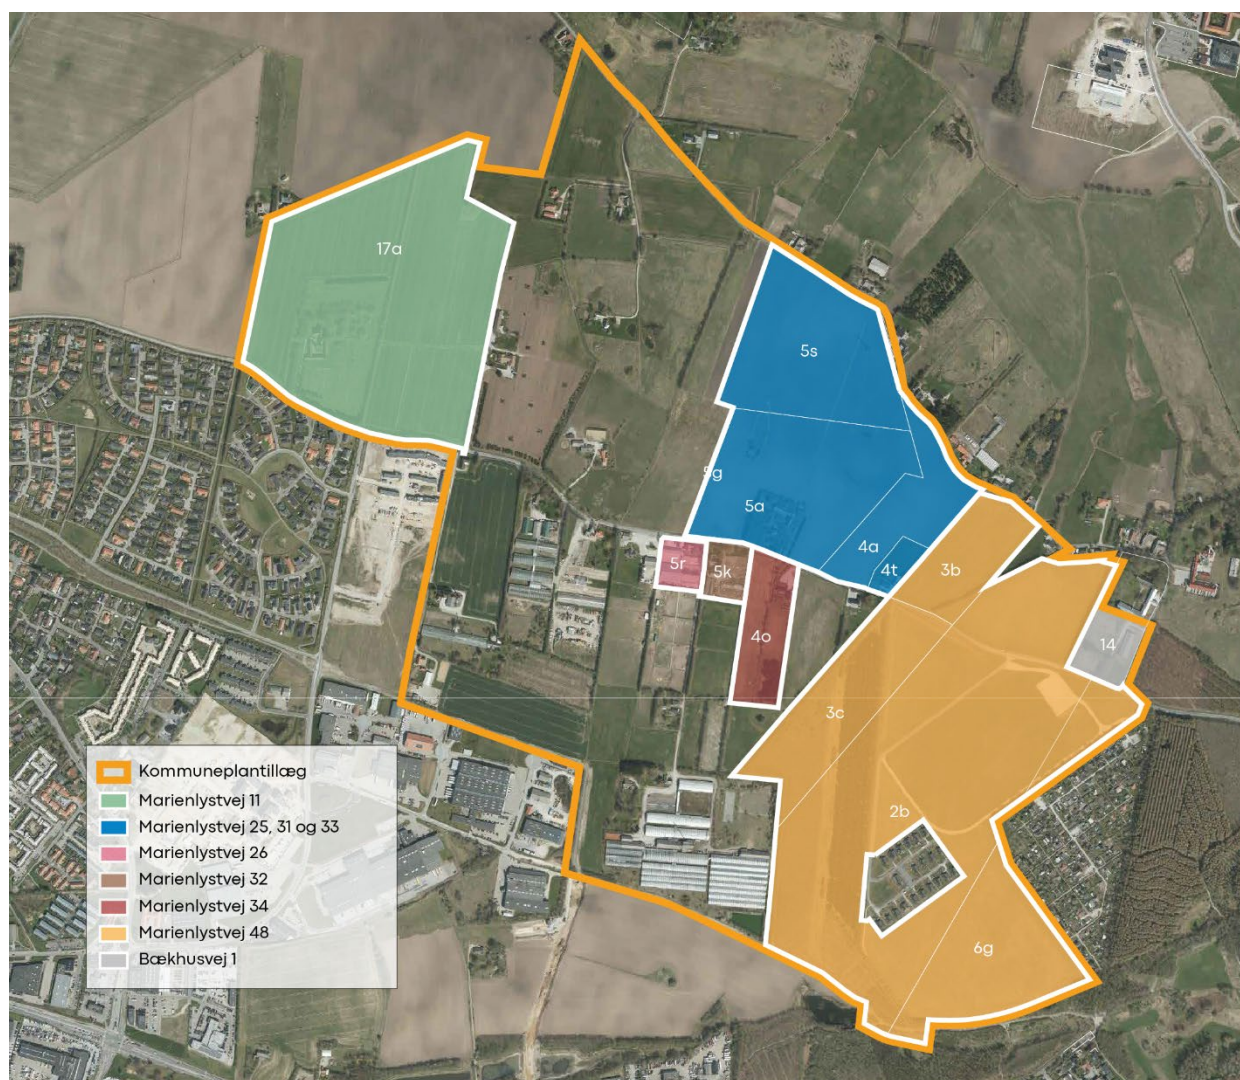 17a
5s
5g
5a
4a
4t
5r
5k
3b
4o
14
3c
2b
6g
Kommuneplantillæg
Marienlystvej 11
Marienlystvej 25, 31 og 33
Marienlystvej 26
Marienlystvej 32
Marienlystvej 34
Marienlystvej 48
Bækhusvej 1